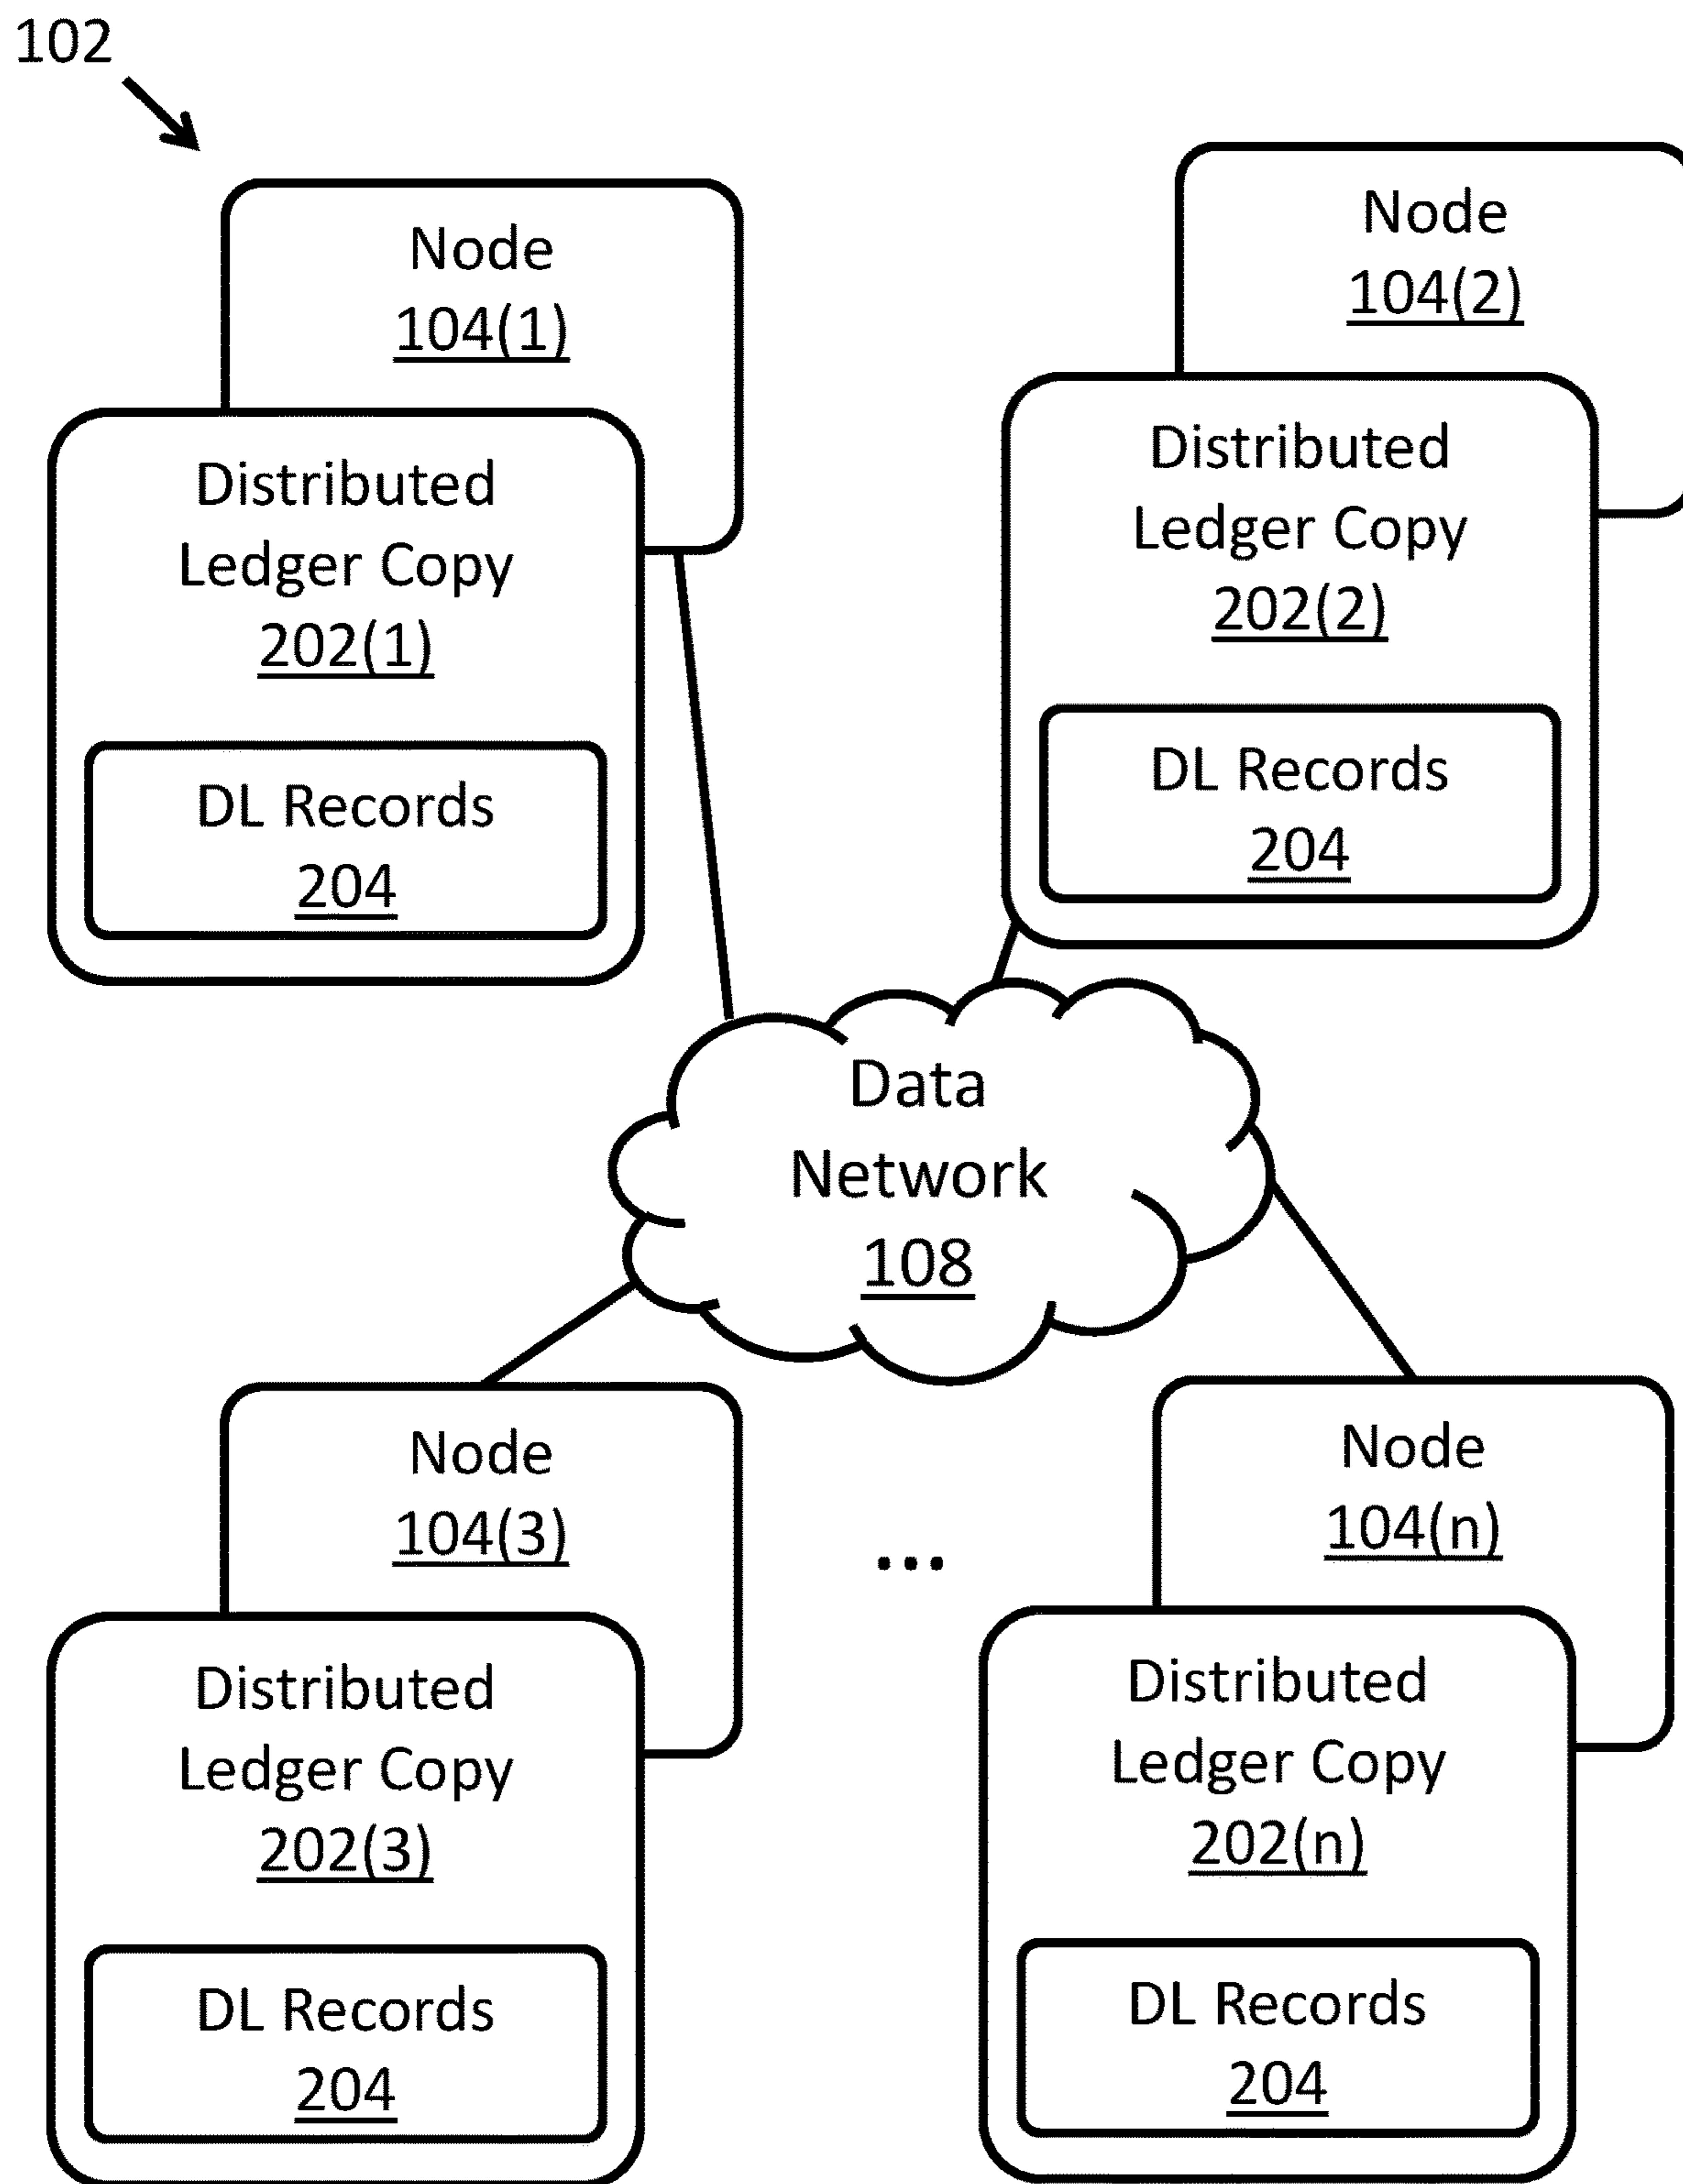 102
Node
104(1)
Distributed
Ledger Copy
202(1)
DL Records
204
Node
104(2)
Distributed
Ledger Copy
202(2)
DL Records
204
Data
Network
108
Node
104(3)
Distributed
Ledger Copy
202(3)
DL Records
204
...
Node
104(n)
Distributed
Ledger Copy
202(n)
DL Records
204